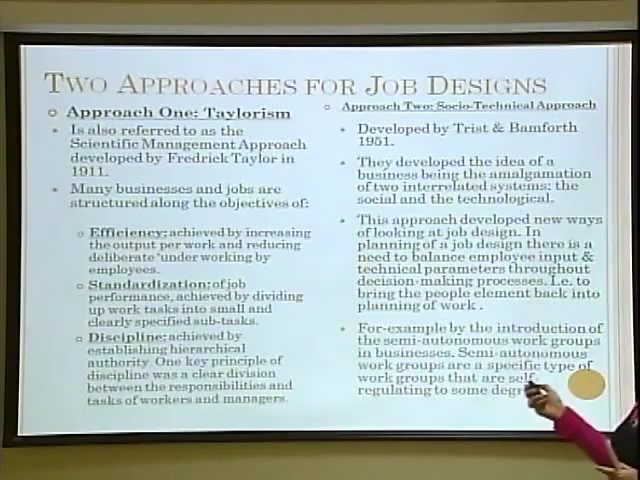 TWO APPROACHES FOR JOB DESIGNS
Approach One: Taylorism
Is also referred to as the
Scientific Management Approach
developed by Fredrick Taylor in
1911.
Many businesses and jobs are
structured along the objectives of:
Efficiency: achieved by increasing
the output per work and reducing
deliberate 'under working by
employees.
Standardization: of job
performance, achieved by dividing
up work tasks into small and
clearly specified sub-tasks.
Discipline: achieved by
establishing hierarchical
authority. One key principle of
discipline was a clear division
between the responsibilities and
tasks of workers and managers.
Approach Two: Socio-Technical Approach
Developed by Trist & Bamforth
1951.
They developed the idea of a
business being the amalgamation
of two interrelated systems: the
social and the technological.
This approach developed new ways
of looking at job design. In
planning of a job design there is a
need to balance employee input &
technical parameters throughout
decision-making processes. I.e. to
bring the people element back into
planning of work .
For-example by the introduction of
the semi-autonomous work groups
in businesses. Semi-autonomous
work groups are a specific type of
work groups that are self-
regulating to some degr